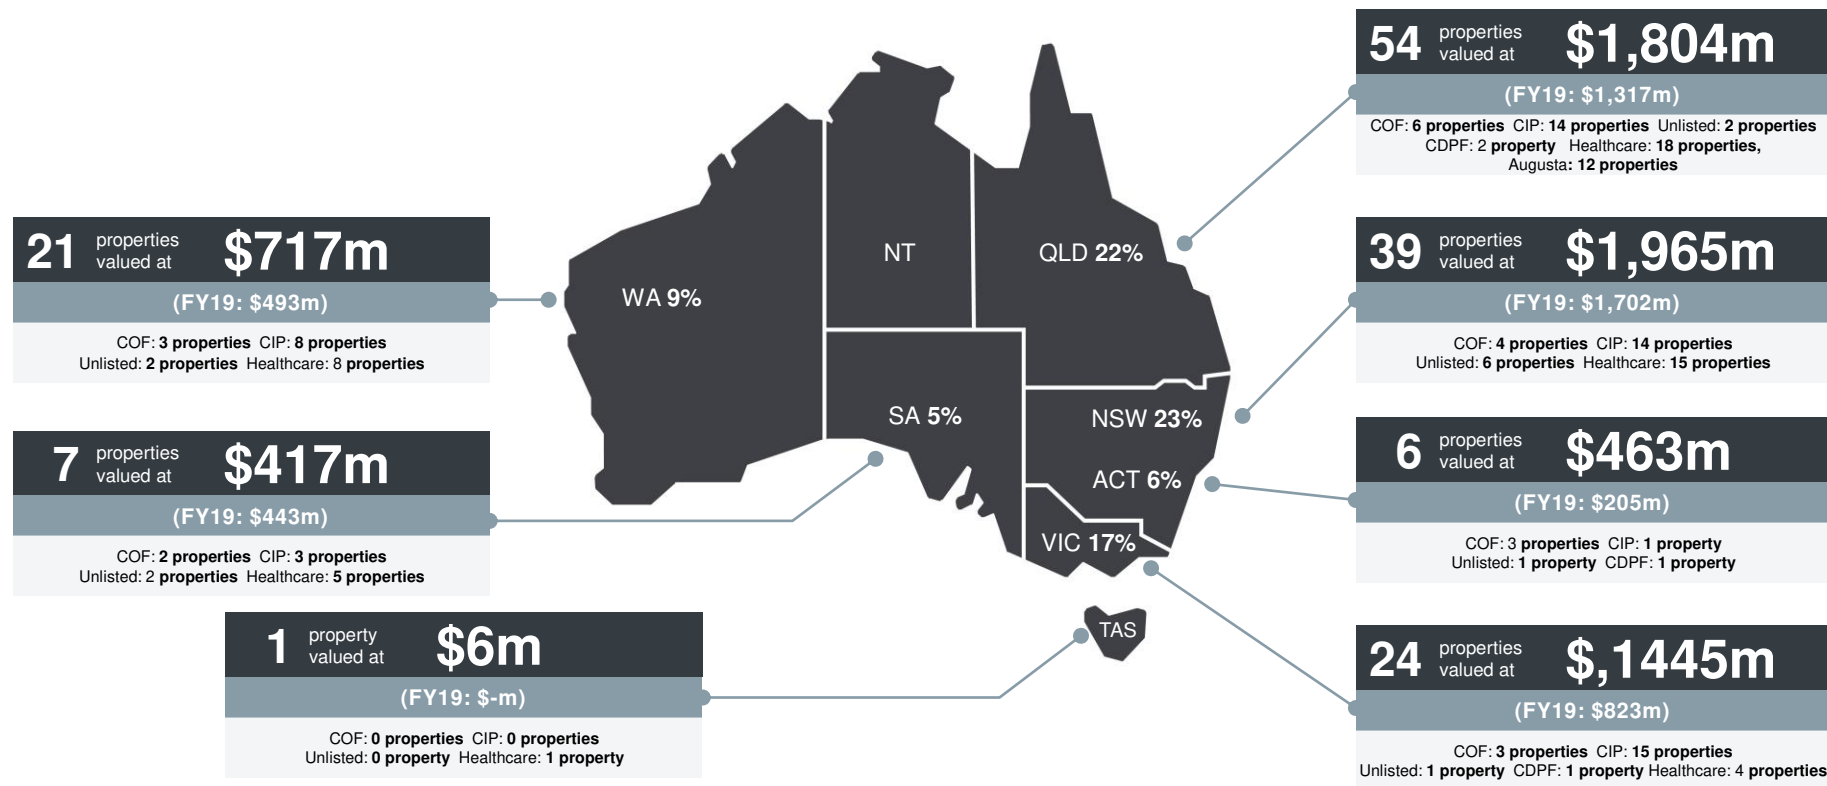 54 properties valued at $1,804m
(FY19: $1,317m)
COF: 6 properties CIP: 14 properties Unlisted: 2 properties
CDPF: 2 property Healthcare: 18 properties,
Augusta: 12 properties
21 properties valued at $717m
(FY19: $493m)
COF: 3 properties CIP: 8 properties
Unlisted: 2 properties Healthcare: 8 properties
39 properties valued at $1,965m
(FY19: $1,702m)
COF: 4 properties CIP: 14 properties
Unlisted: 6 properties Healthcare: 15 properties
NT
QLD 22%
WA 9%
SA 5%
NSW 23%
ACT 6%
VIC 17%
TAS
7 properties valued at $417m
(FY19: $443m)
COF: 2 properties CIP: 3 properties
Unlisted: 2 properties Healthcare: 5 properties
6 properties valued at $463m
(FY19: $205m)
COF: 3 properties CIP: 1 property
Unlisted: 1 property CDPF: 1 property
1 property valued at $6m
(FY19: $-m)
COF: 0 properties CIP: 0 properties
Unlisted: 0 property Healthcare: 1 property
24 properties valued at $,1445m
(FY19: $823m)
COF: 3 properties CIP: 15 properties
Unlisted: 1 property CDPF: 1 property Healthcare: 4 properties